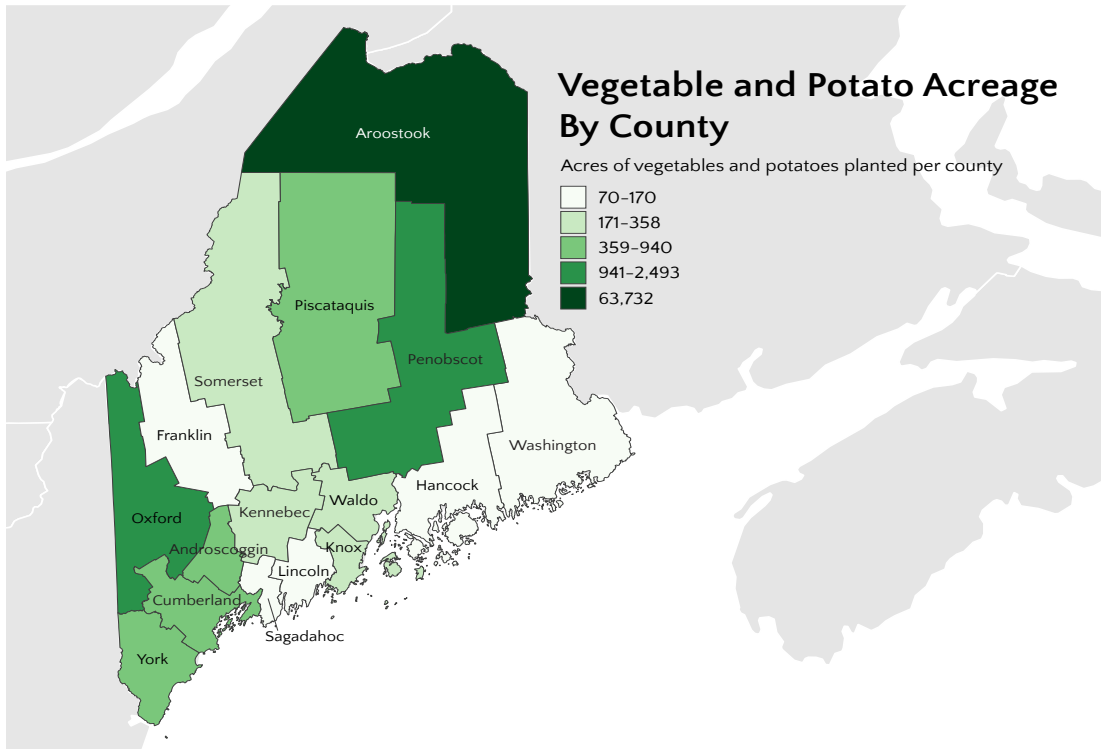 Vegetable and Potato Acreage
By County
Acres of vegetables and potatoes planted per county
70–170
171–358
359–940
941–2,493
63,732
Aroostook
Piscataquis
Penobscot
Somerset
Franklin
Washington
Hancock
Waldo
Kennebec
Oxford
Knox
Androscoggin
Lincoln
Cumberland
Sagadahoc
York